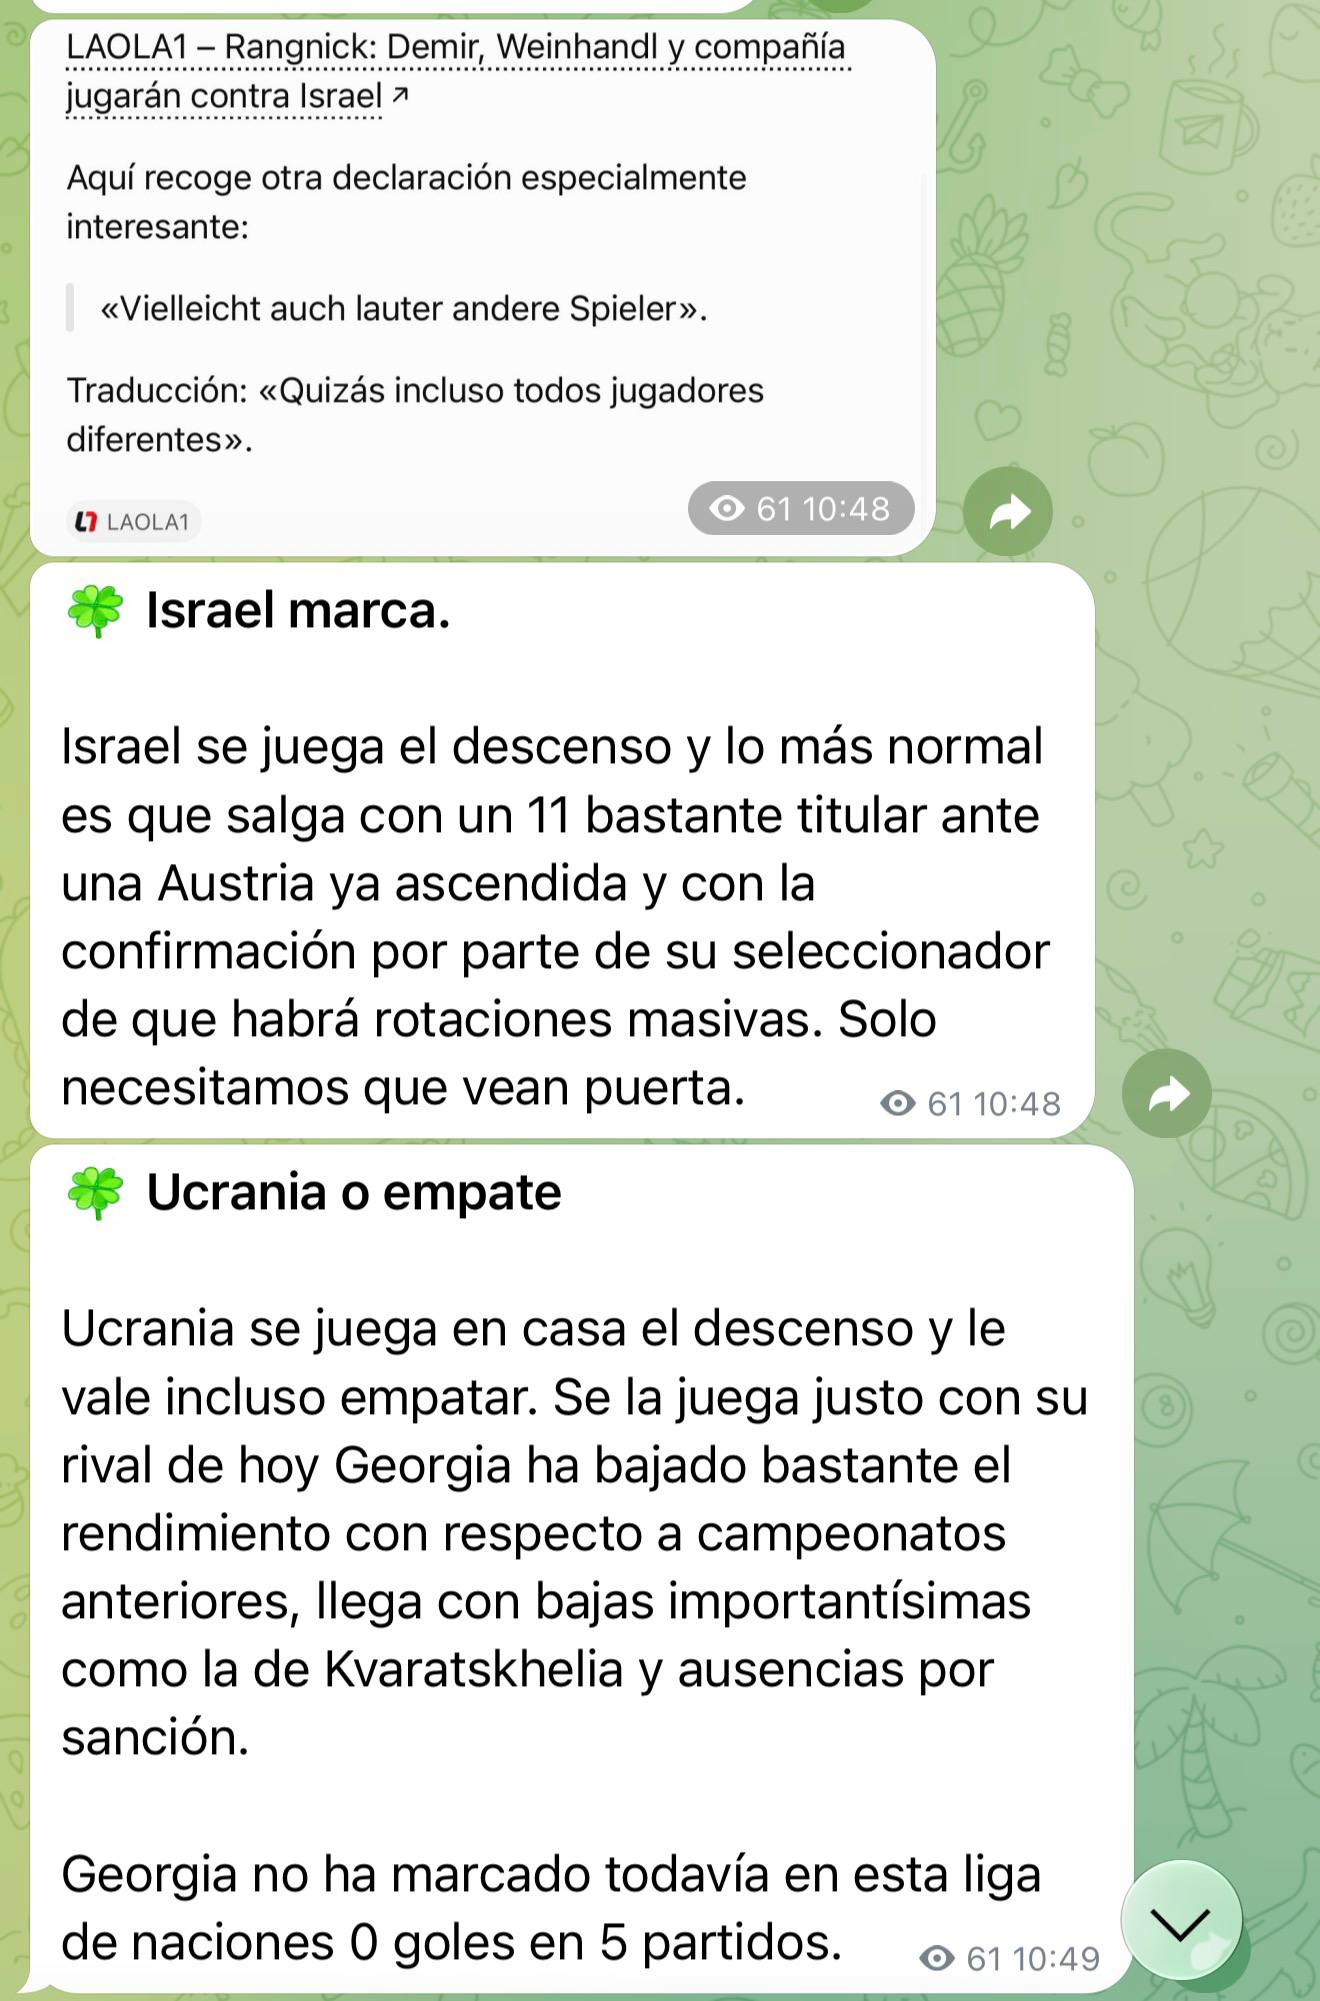 LAOLA1 – Rangnick: Demir, Weinhandl y compañía
jugarán contra Israel ↗
Aquí recoge otra declaración especialmente
interesante:
«Vielleicht auch lauter andere Spieler».
Traducción: «Quizás incluso todos jugadores
diferentes».
LAOLA1
61 10:48
🍀 Israel marca.
Israel se juega el descenso y lo más normal
es que salga con un 11 bastante titular ante
una Austria ya ascendida y con la
confirmación por parte de su seleccionador
de que habrá rotaciones masivas. Solo
necesitamos que vean puerta.
61 10:48
🍀 Ucrania o empate
Ucrania se juega en casa el descenso y le
vale incluso empatar. Se la juega justo con su
rival de hoy Georgia ha bajado bastante el
rendimiento con respecto a campeonatos
anteriores, llega con bajas importantísimas
como la de Kvaratskhelia y ausencias por
sanción.
Georgia no ha marcado todavía en esta liga
de naciones 0 goles en 5 partidos.
61 10:49